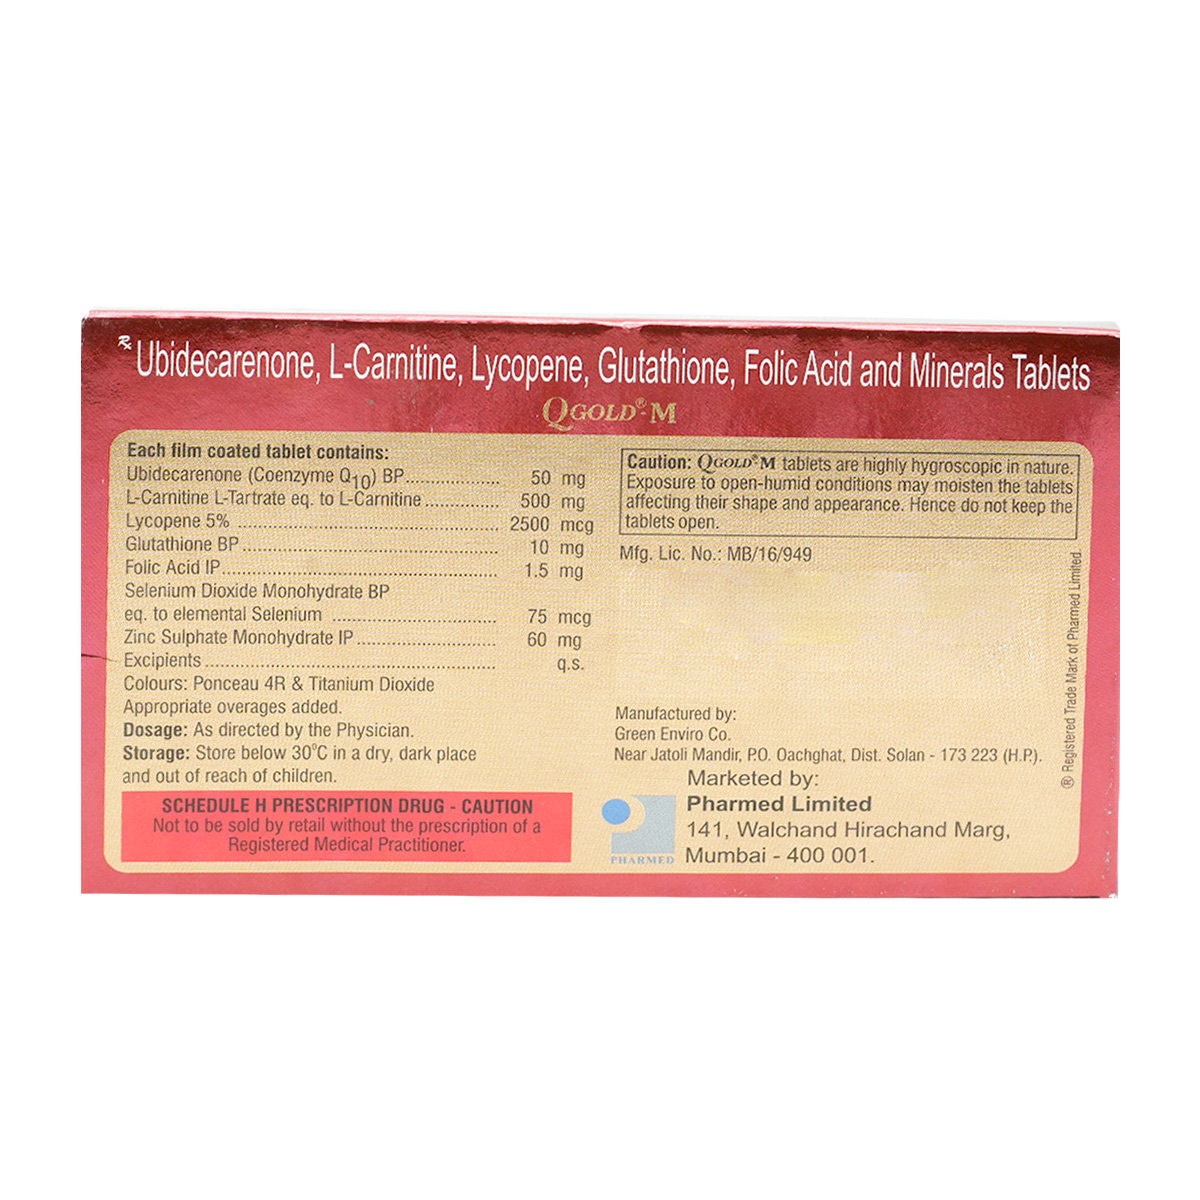 Rx Ubidecarenone, L-Carnitine, Lycopene, Glutathione, Folic Acid and Minerals Tablets
QGOLD®-M
Each film coated tablet contains:
Ubidecarenone (Coenzyme Q10) BP................. 50 mg
L-Carnitine L-Tartrate eq. to L-Carnitine.............. 500 mg
Lycopene 5% .................................................. 2500 mcg
Glutathione BP................................................. 10 mg
Folic Acid IP..................................................... 1.5 mg
Selenium Dioxide Monohydrate BP
eq. to elemental Selenium ................................ 75 mcg
Zinc Sulphate Monohydrate IP........................... 60 mg
Excipients ........................................................ q.s.
Colours: Ponceau 4R & Titanium Dioxide
Appropriate overages added.
Dosage: As directed by the Physician.
Storage: Store below 30°C in a dry, dark place
and out of reach of children.
SCHEDULE H PRESCRIPTION DRUG - CAUTION
Not to be sold by retail without the prescription of a
Registered Medical Practitioner.
Caution: QGOLD®M tablets are highly hygroscopic in nature.
Exposure to open-humid conditions may moisten the tablets
affecting their shape and appearance. Hence do not keep the
tablets open.
Mfg. Lic. No.: MB/16/949
Manufactured by:
Green Enviro Co.
Near Jatoli Mandir, P.O. Oachghat, Dist. Solan - 173 223 (H.P.).
Marketed by:
Pharmed Limited
141, Walchand Hirachand Marg,
Mumbai - 400 001.
PHARMED
® Registered Trade Mark of Pharmed Limited.